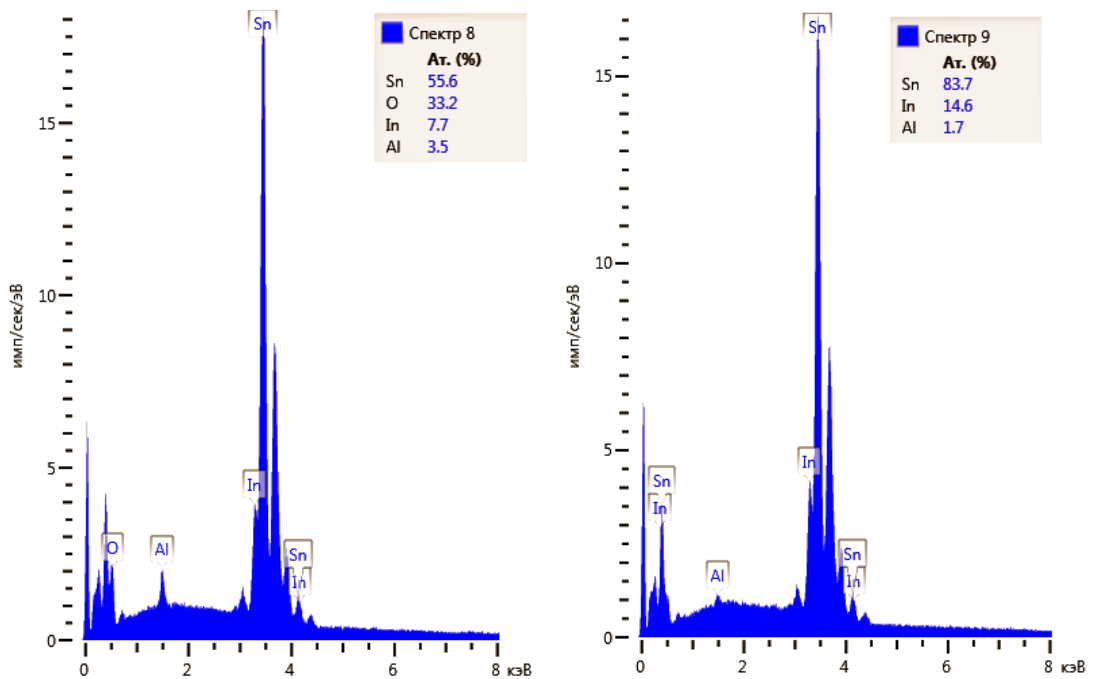 Sn
Спектр 8
Ат. (%)
Sn 55.6
O 33.2
In 7.7
Al 3.5
15
10
5
0
In
O
Al
Sn
In
0 2 4 6 8 кэВ
имп/сек/эВ
Sn
Спектр 9
Ат. (%)
Sn 83.7
In 14.6
Al 1.7
15
10
5
0
In
Sn
In
Al
Sn
In
0 2 4 6 8 кэВ
имп/сек/эВ